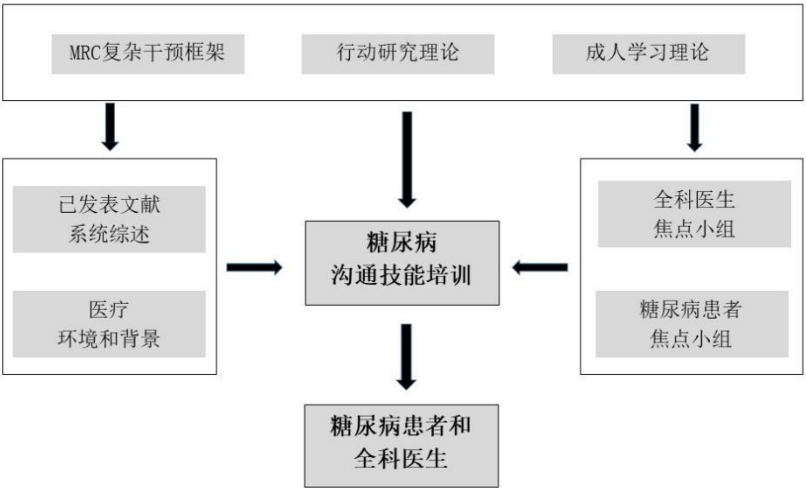 MRC复杂干预框架
行动研究理论
成人学习理论
已发表文献
系统综述
医疗
环境和背景
糖尿病
沟通技能培训
全科医生
焦点小组
糖尿病患者
焦点小组
糖尿病患者和
全科医生